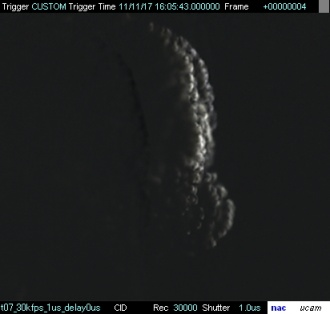 Trigger CUSTOM Trigger Time 11/11/17 16:05:43.000000 Frame +00000004
t07_30kfps_1us_delay0us CID Rec 30000 Shutter 1.0us nac ucam